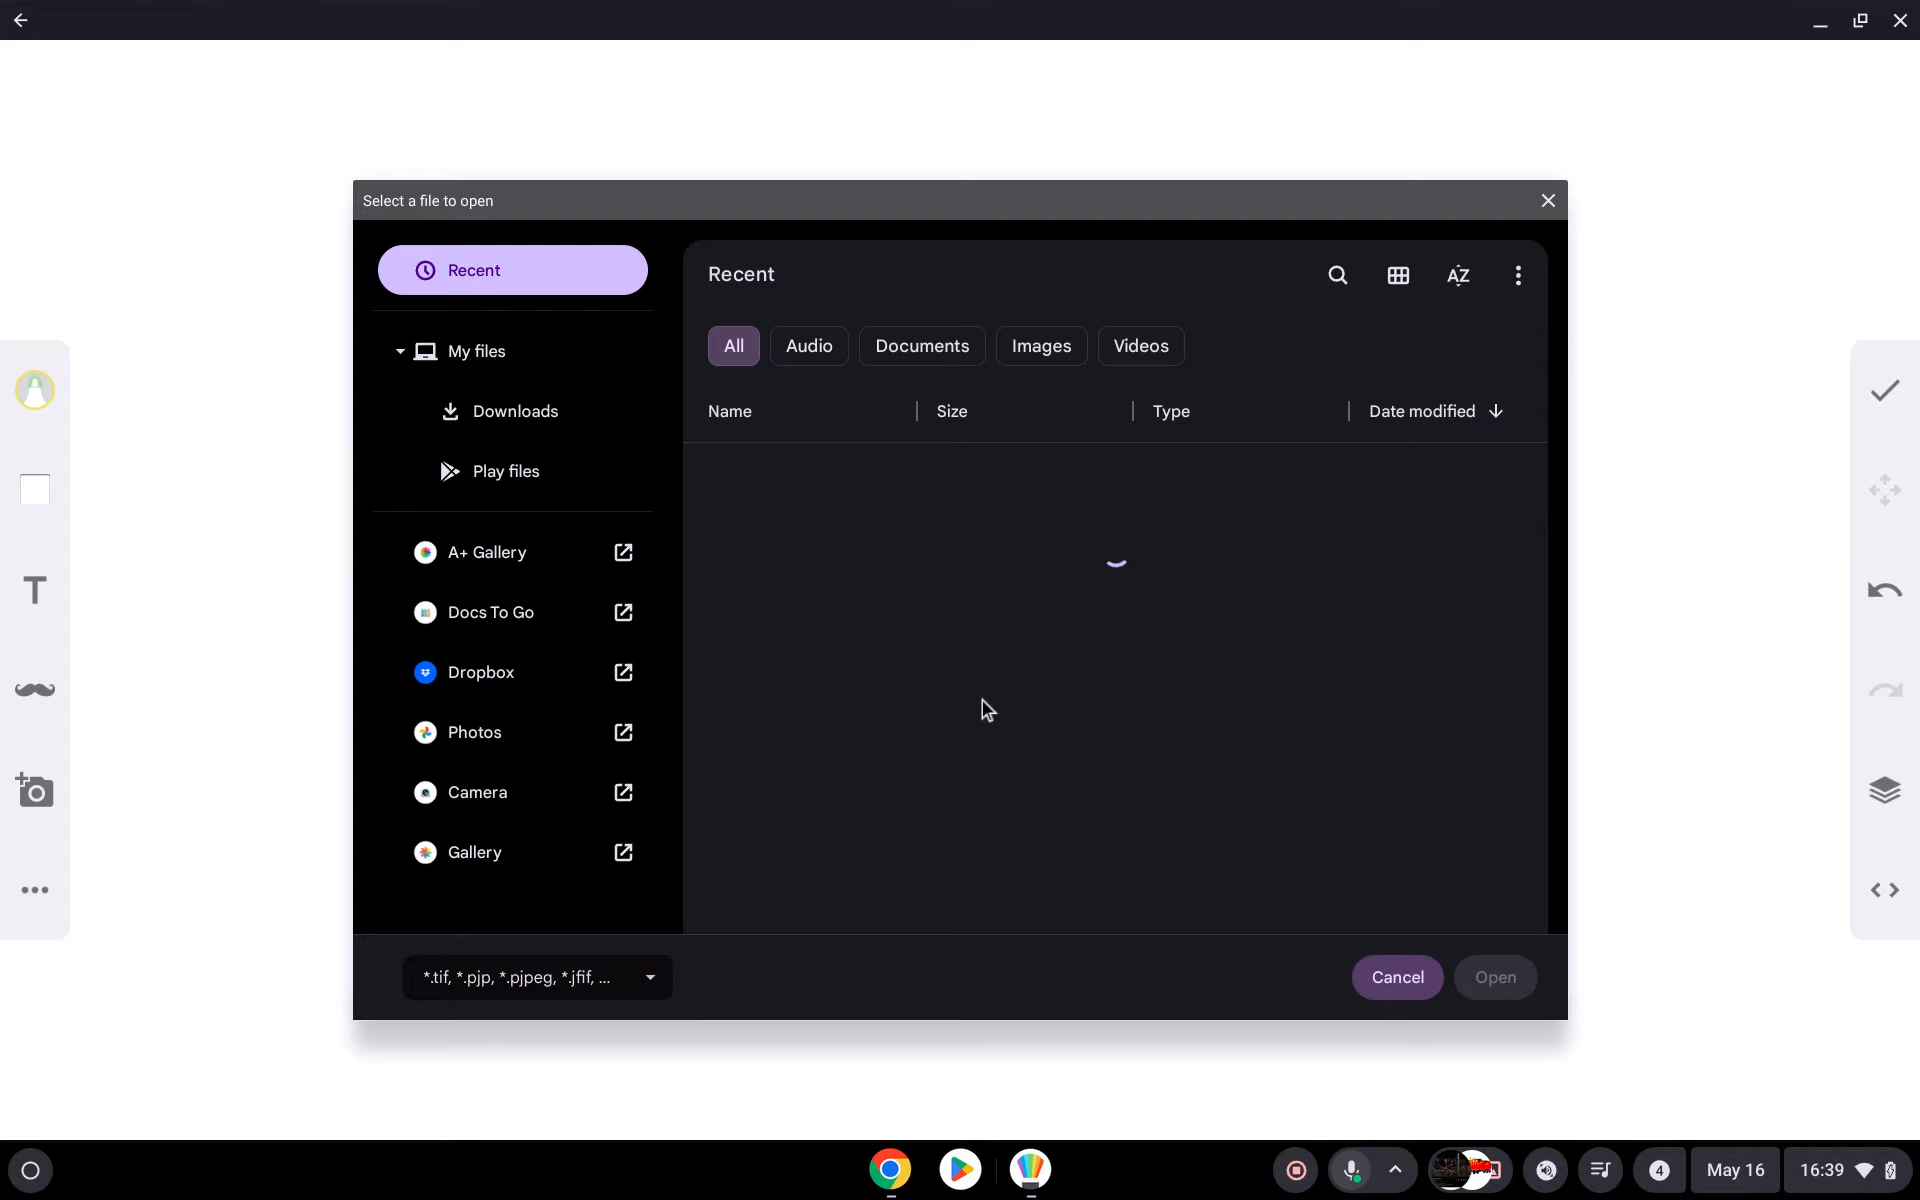 Select a file to open
Recent
My files
Downloads
Play files
A+ Gallery
Docs To Go
Dropbox
Photos
Camera
Gallery
Recent
AZ
All Audio Documents Images Videos
Name Size Type Date modified
*.tif, *.pjp, *.pjpeg, *.jfif, ...
Cancel Open
T
4 May 16 16:39